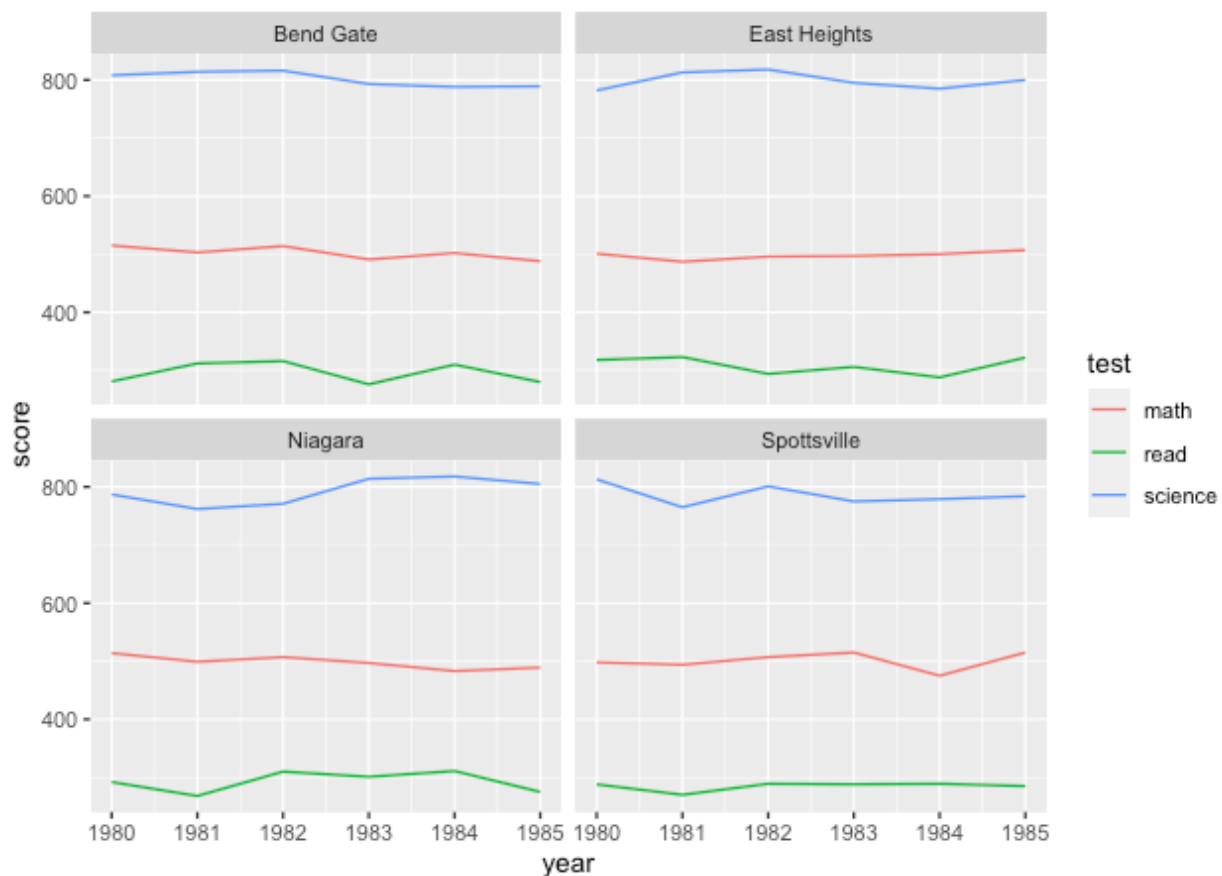 Bend Gate
East Heights
800
600
400
Niagara
Spottsville
800
600
400
1980 1981 1982 1983 1984 1985
1980 1981 1982 1983 1984 1985
year
score
test
math
read
science